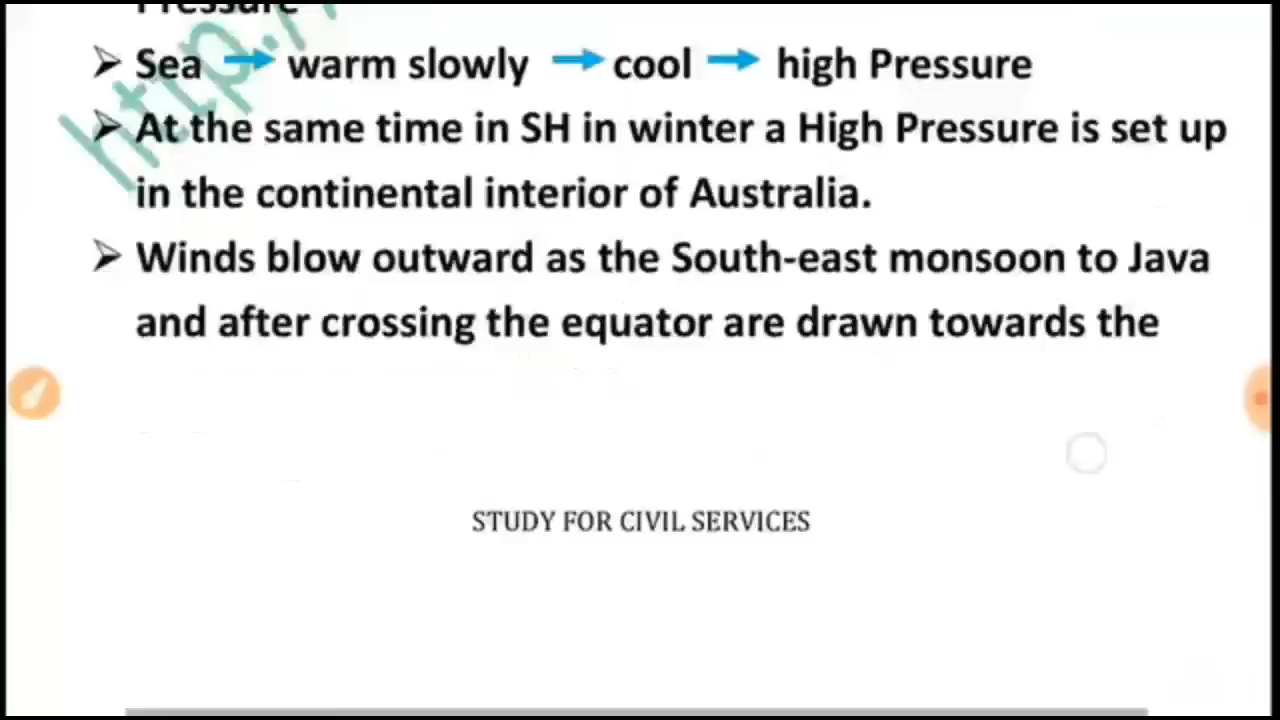 Pressure
http:/
➢ Sea → warm slowly → cool → high Pressure
➢ At the same time in SH in winter a High Pressure is set up
in the continental interior of Australia.
➢ Winds blow outward as the South-east monsoon to Java
and after crossing the equator are drawn towards the
STUDY FOR CIVIL SERVICES